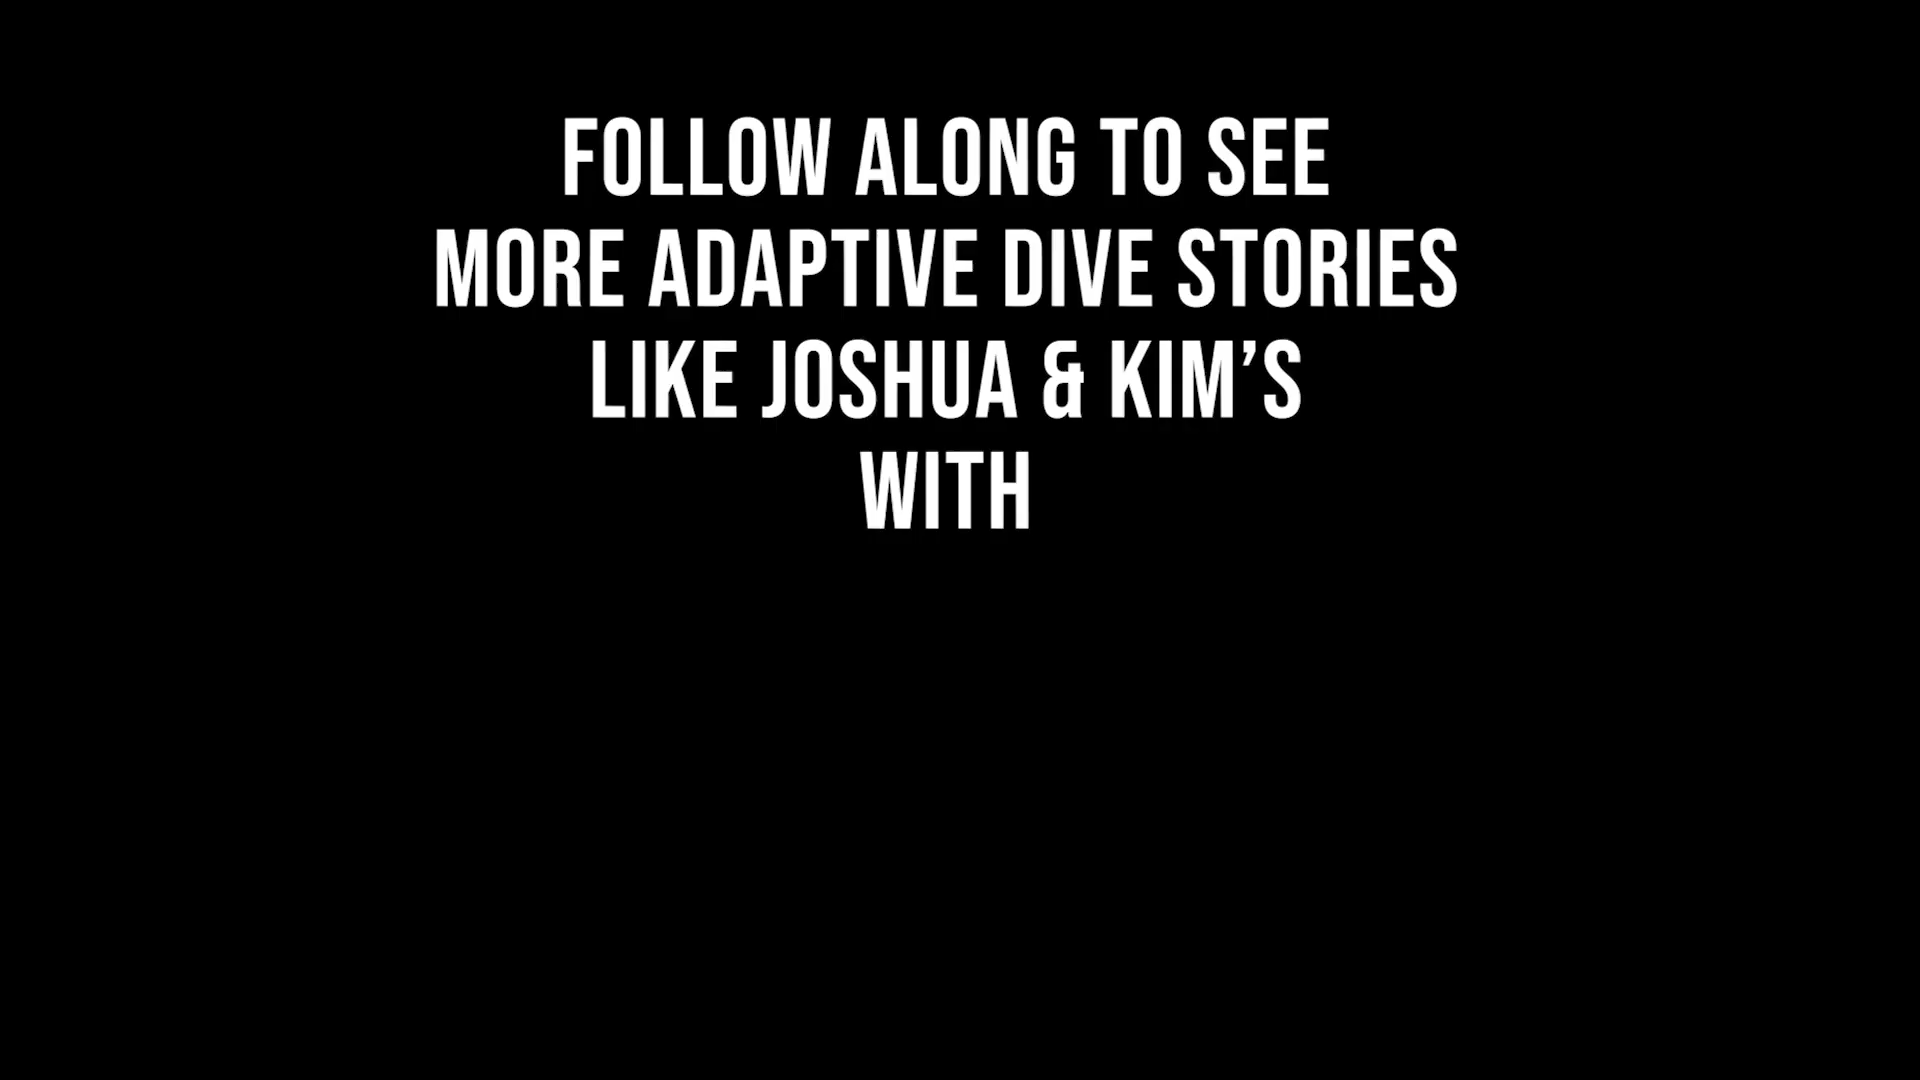 FOLLOW ALONG TO SEE
MORE ADAPTIVE DIVE STORIES
LIKE JOSHUA & KIM’S
WITH